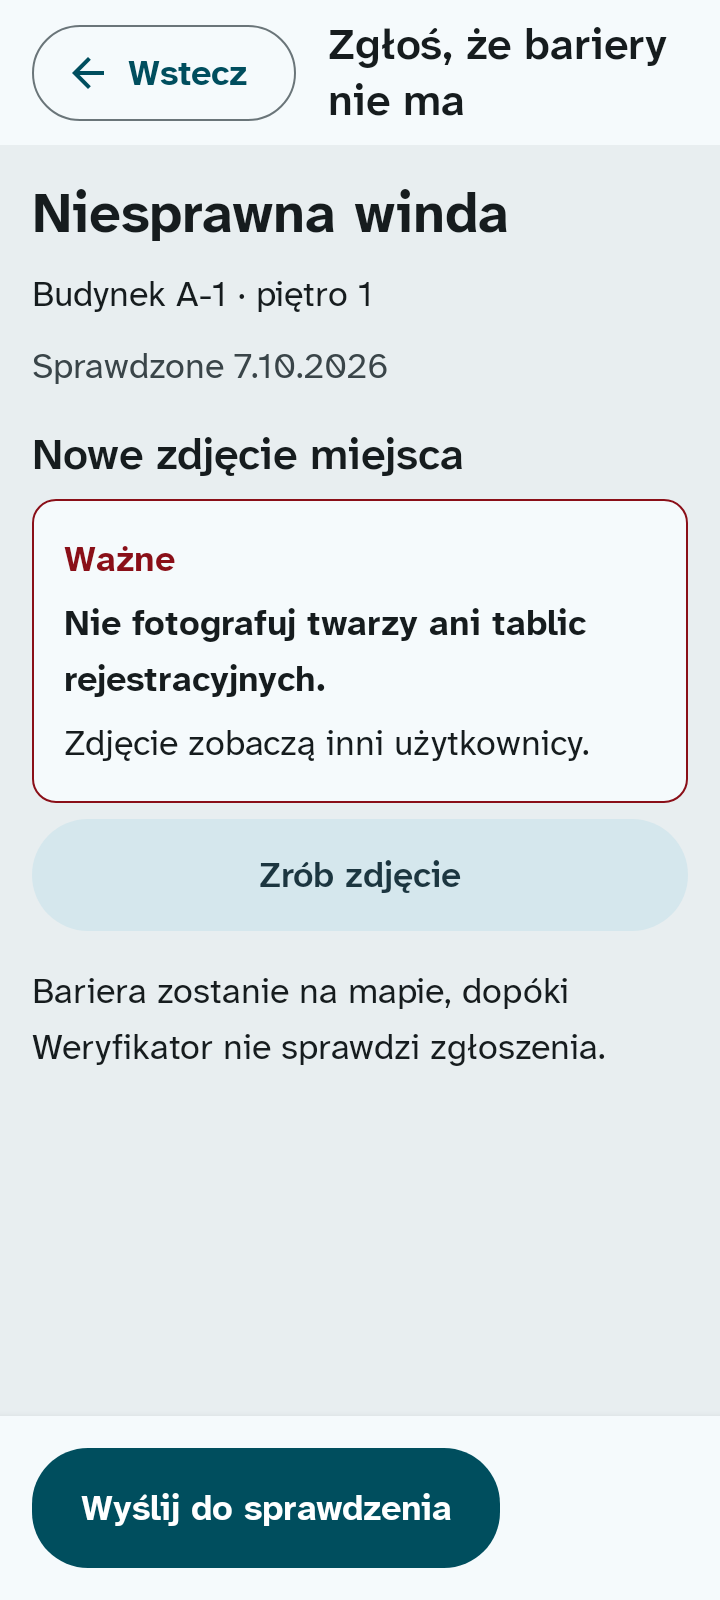 Wstecz
Zgłoś, że bariery
nie ma
Niesprawna winda
Budynek A-1 · piętro 1
Sprawdzone 7.10.2026
Nowe zdjęcie miejsca
Ważne
Nie fotografuj twarzy ani tablic
rejestracyjnych.
Zdjęcie zobaczą inni użytkownicy.
Zrób zdjęcie
Bariera zostanie na mapie, dopóki
Weryfikator nie sprawdzi zgłoszenia.
Wyślij do sprawdzenia